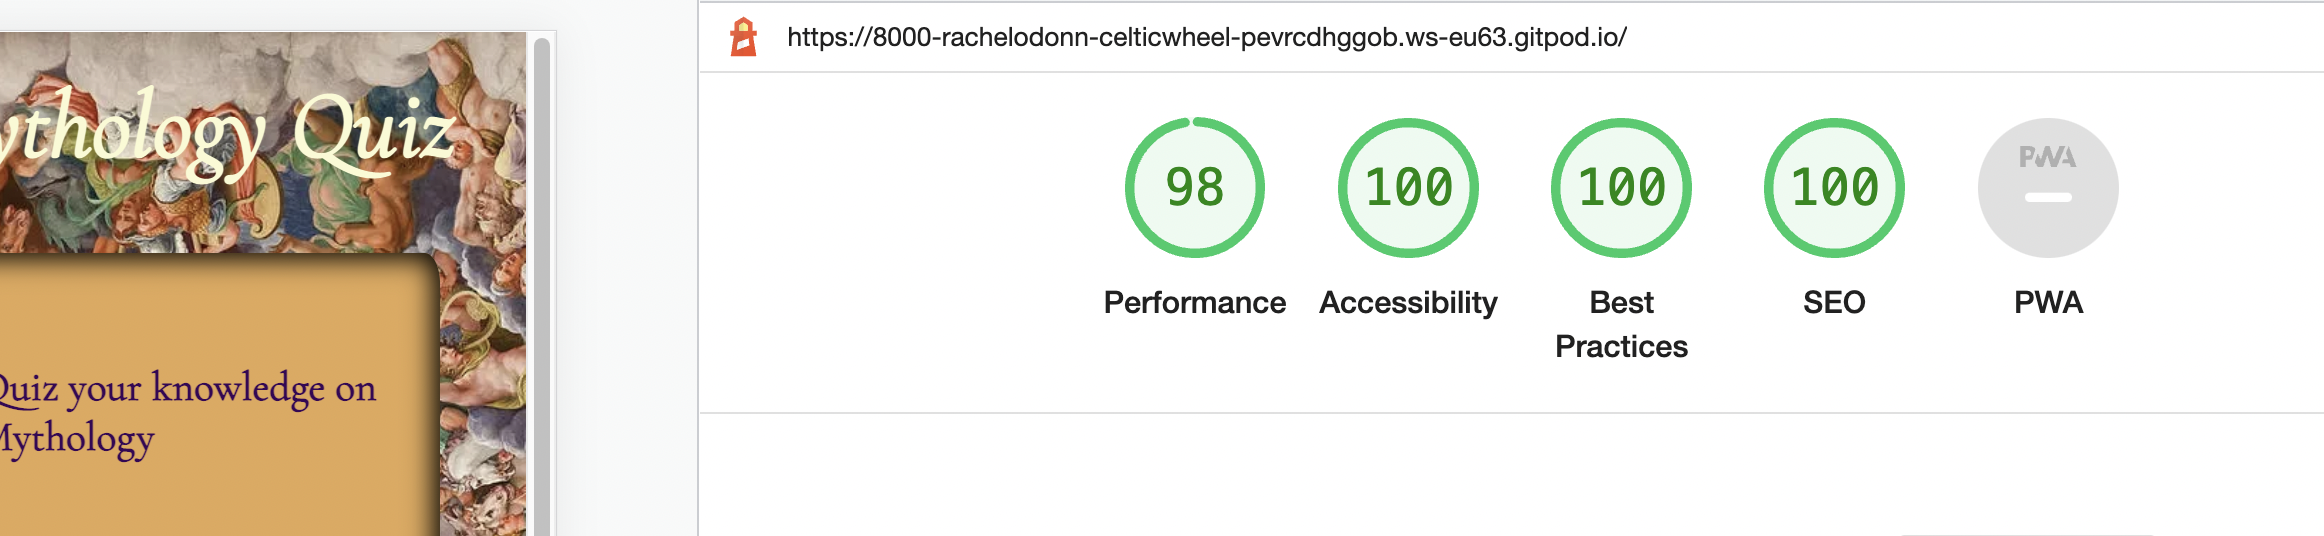 ythology Quiz
Quiz your knowledge on
Mythology
https://8000-rachelodonn-celticwheel-pevrcdhggob.ws-eu63.gitpod.io/
98
100
100
100
PWA
Performance
Accessibility
Best
Practices
SEO
PWA